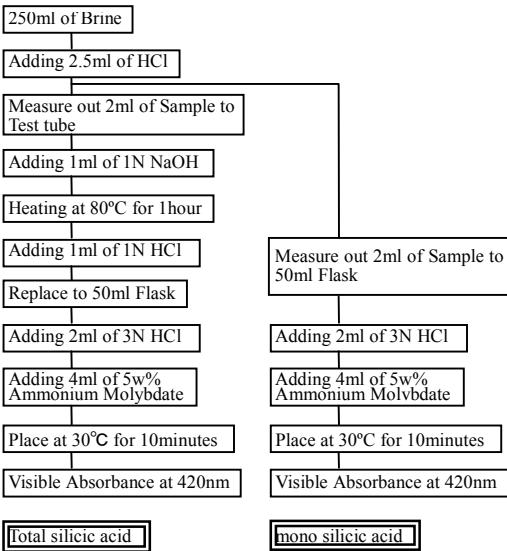 250ml of Brine
Adding 2.5ml of HCl
Measure out 2ml of Sample to
Test tube
Adding 1ml of 1N NaOH
Heating at 80ºC for 1hour
Adding 1ml of 1N HCl
Replace to 50ml Flask
Adding 2ml of 3N HCl
Adding 4ml of 5w%
Ammonium Molybdate
Place at 30℃ for 10minutes
Visible Absorbance at 420nm
Total silicic acid
Measure out 2ml of Sample to
50ml Flask
Adding 2ml of 3N HCl
Adding 4ml of 5w%
Ammonium Molybdate
Place at 30ºC for 10minutes
Visible Absorbance at 420nm
mono silicic acid